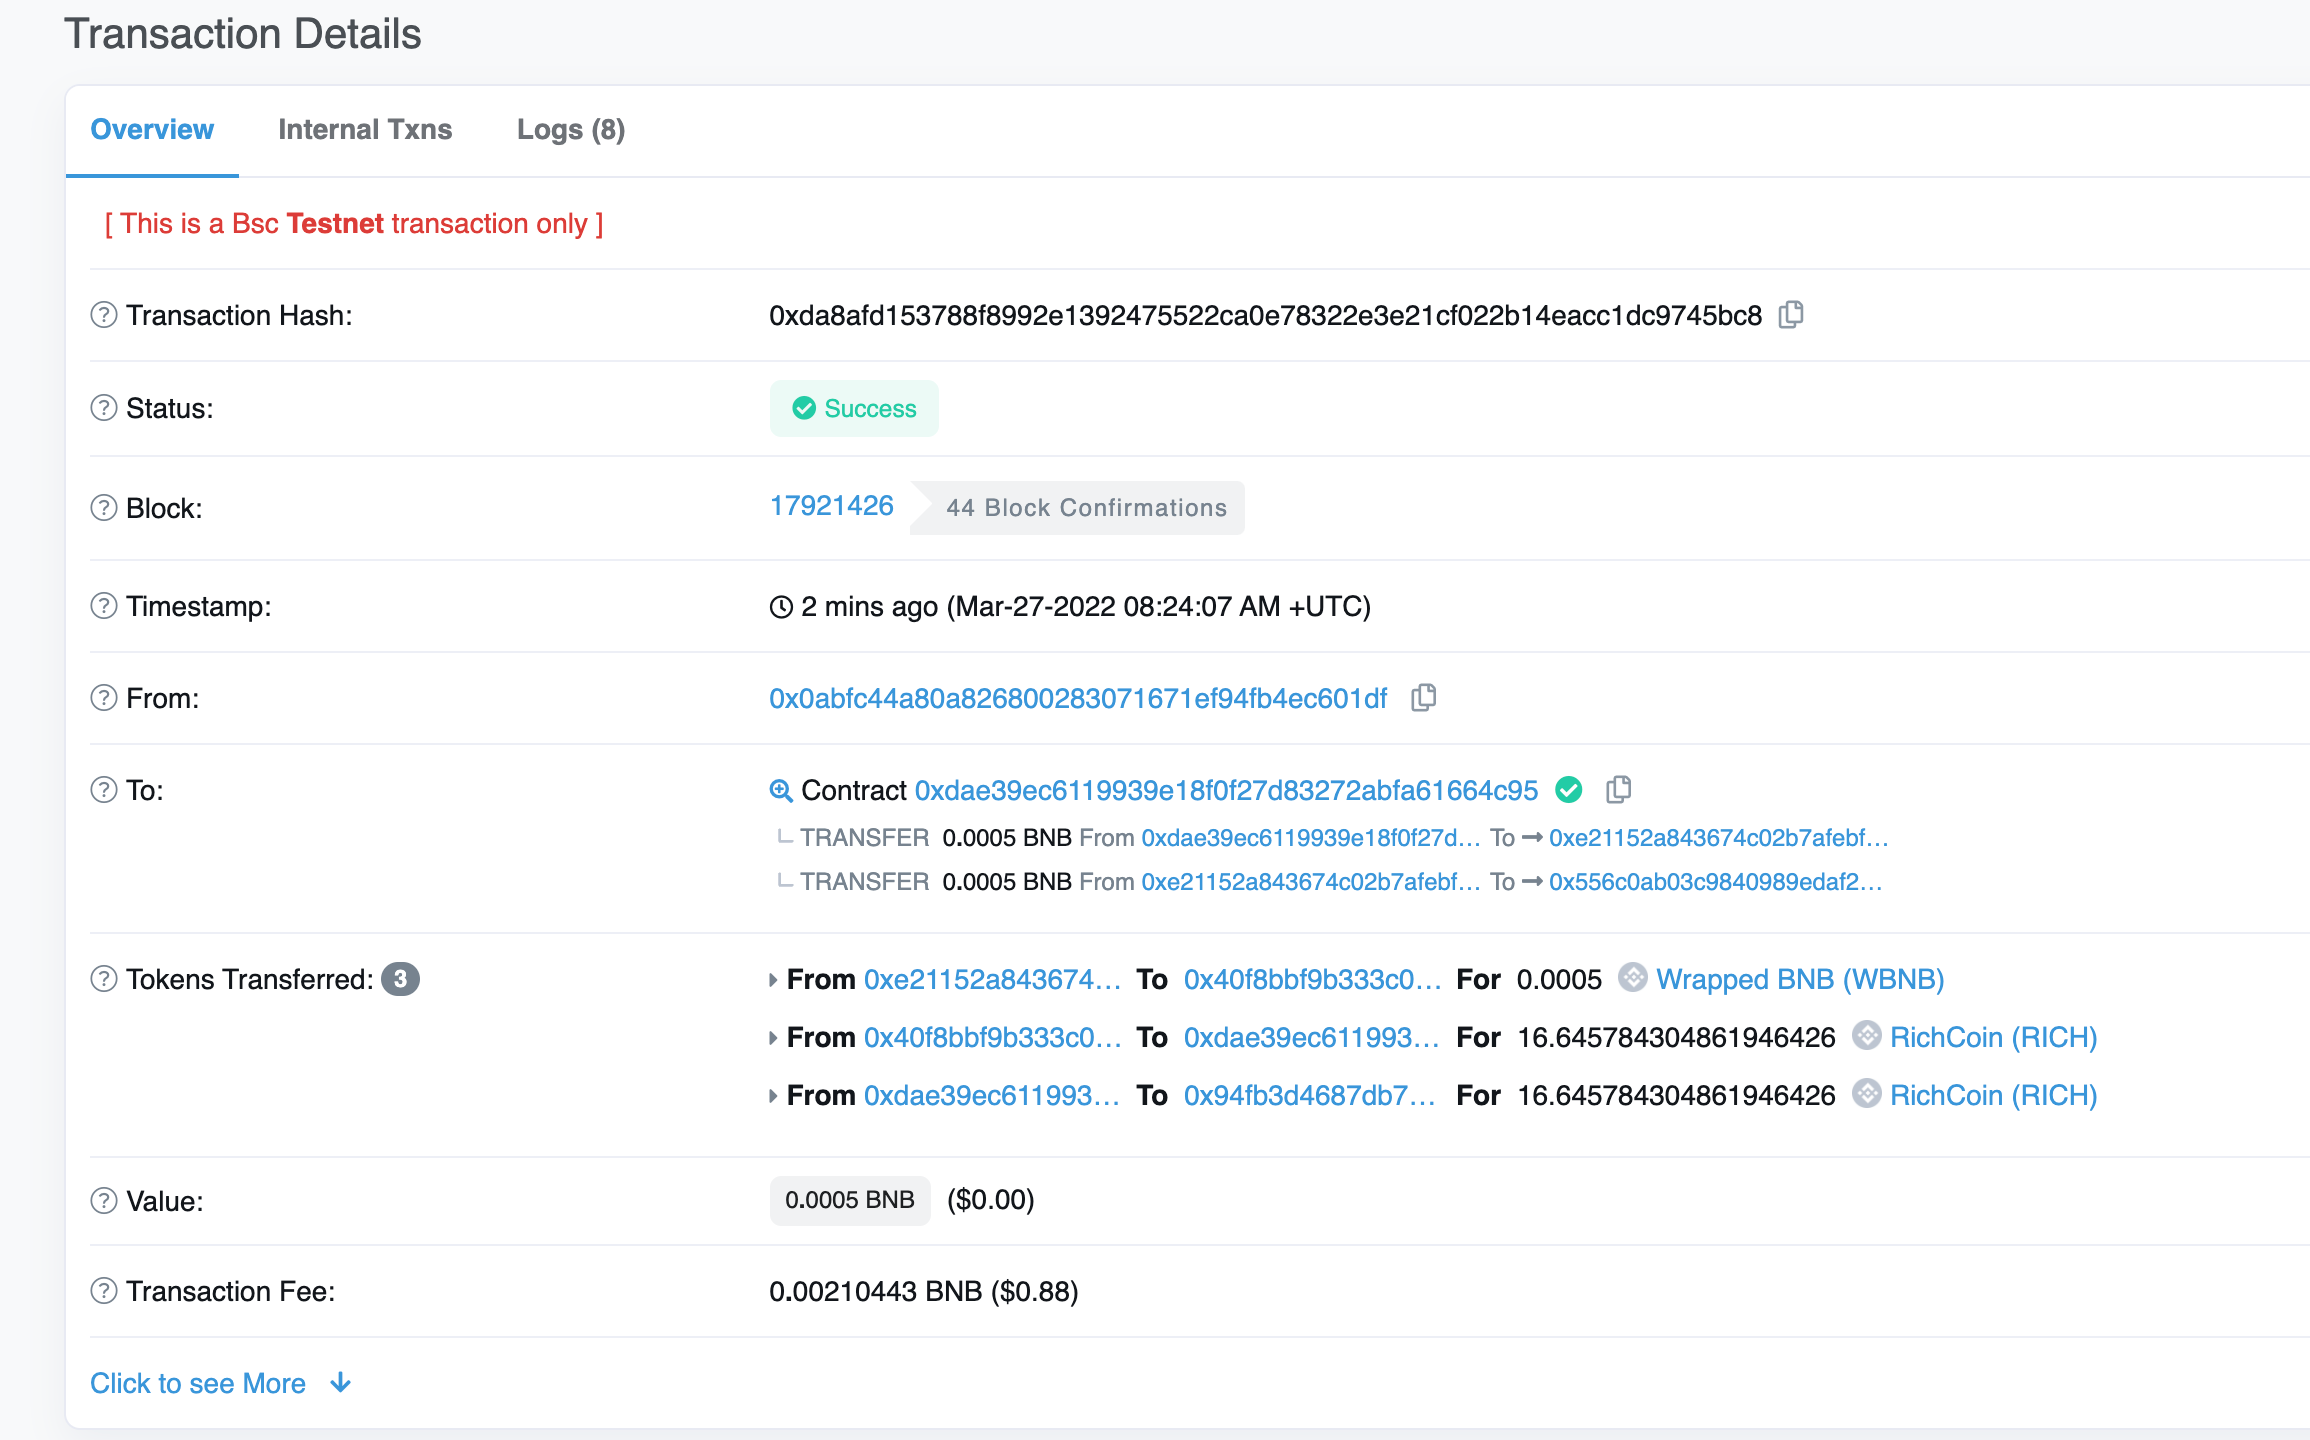 Transaction Details
Overview Internal Txns Logs (8)
[ This is a Bsc Testnet transaction only ]
Transaction Hash: 0xda8afd153788f8992e1392475522ca0e78322e3e21cf022b14eacc1dc9745bc8
Status: Success
Block: 17921426 44 Block Confirmations
Timestamp: 2 mins ago (Mar-27-2022 08:24:07 AM +UTC)
From: 0x0abfc44a80a826800283071671ef94fb4ec601df
To: Contract 0xdae39ec6119939e18f0f27d83272abfa61664c95
TRANSFER 0.0005 BNB From 0xdae39ec6119939e18f0f27d... To → 0xe21152a843674c02b7afebf...
TRANSFER 0.0005 BNB From 0xe21152a843674c02b7afebf... To → 0x556c0ab03c9840989edaf2...
Tokens Transferred: 3 From 0xe21152a843674... To 0x40f8bbf9b333c0... For 0.0005 Wrapped BNB (WBNB)
From 0x40f8bbf9b333c0... To 0xdae39ec611993... For 16.645784304861946426 RichCoin (RICH)
From 0xdae39ec611993... To 0x94fb3d4687db7... For 16.645784304861946426 RichCoin (RICH)
Value: 0.0005 BNB ($0.00)
Transaction Fee: 0.00210443 BNB ($0.88)
Click to see More ↓